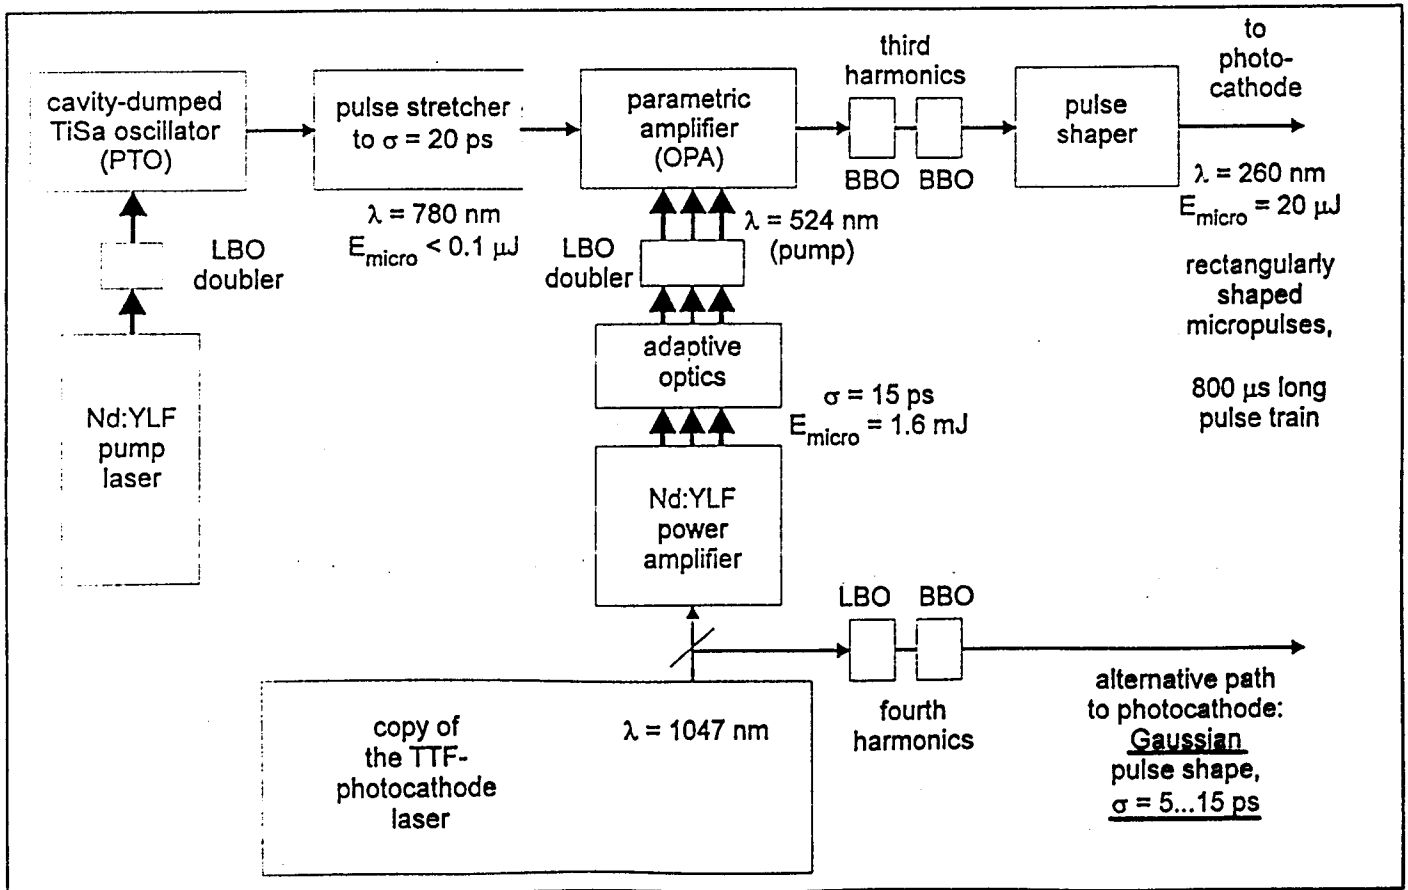 cavity-dumped
TiSa oscillator
(PTO)
pulse stretcher
to σ = 20 ps
parametric
amplifier
(OPA)
third
harmonics
BBO BBO
pulse
shaper
to
photo-
cathode
λ = 260 nm
E_micro = 20 μJ
rectangularly
shaped
micropulses,
800 μs long
pulse train
λ = 780 nm
E_micro < 0.1 μJ
LBO
doubler
λ = 524 nm
(pump)
LBO
doubler
Nd:YLF
pump
laser
adaptive
optics
σ = 15 ps
E_micro = 1.6 mJ
Nd:YLF
power
amplifier
LBO BBO
fourth
harmonics
alternative path
to photocathode:
Gaussian
pulse shape,
σ = 5...15 ps
copy of
the TTF-
photocathode
laser
λ = 1047 nm